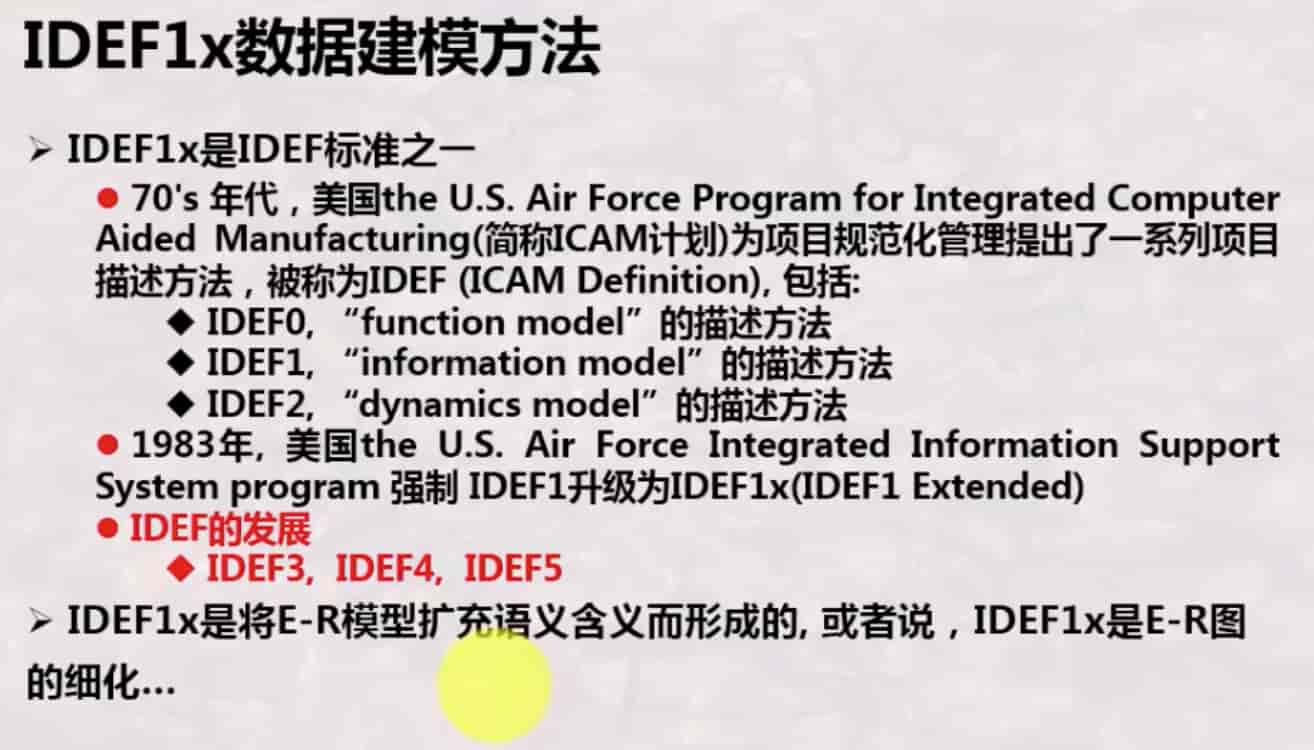 IDEF1x数据建模方法
➢ IDEF1x是IDEF标准之一
● 70's 年代，美国the U.S. Air Force Program for Integrated Computer
Aided Manufacturing(简称ICAM计划)为项目规范化管理提出了一系列项目
描述方法，被称为IDEF (ICAM Definition), 包括:
◆ IDEF0, “function model”的描述方法
◆ IDEF1, “information model”的描述方法
◆ IDEF2, “dynamics model”的描述方法
● 1983年, 美国the U.S. Air Force Integrated Information Support
System program 强制 IDEF1升级为IDEF1x(IDEF1 Extended)
● IDEF的发展
◆ IDEF3, IDEF4, IDEF5
➢ IDEF1x是将E-R模型扩充语义含义而形成的, 或者说，IDEF1x是E-R图
的细化...